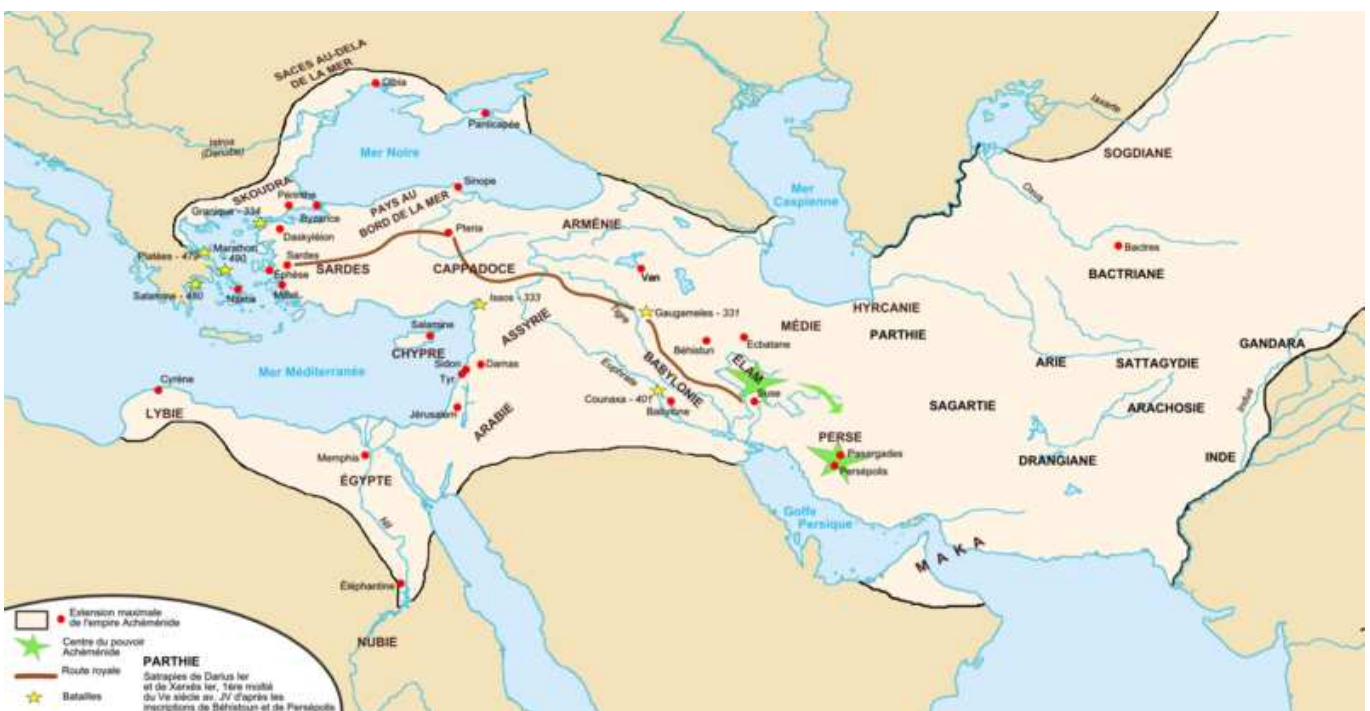 SACES AU-DELA
DE LA MER
Olbia
Panticapée
Iaxarte
Istros
(Danube)
Mer Noire
SOGDIANE
Mer
Caspienne
Oxus
SKOUDRA
Sinope
Périnthe
PAYS AU
BORD DE LA MER
Granique - 334
Byzance
ARMÉNIE
Daskyléion
Pteria
Bactres
Marathon
- 490
Platées - 479
Sardes
SARDES
CAPPADOCE
Van
BACTRIANE
Éphèse
Salamine - 480
Naxos
Milet
Issos - 333
Tigre
Gaugamèles - 331
HYRCANIE
MÉDIE
PARTHIE
Salamine
ASSYRIE
Béhistun
Ecbatane
GANDARA
CHYPRE
Sidon
Damas
Euphrate
BABYLONIE
ÉLAM
ARIE
SATTAGYDIE
Mer Méditerranée
Tyr
Cyrène
Counaxa - 401
Babylone
Suse
SAGARTIE
ARACHOSIE
Indus
LYBIE
Jérusalem
ARABIE
PERSE
Memphis
Pasargades
DRANGIANE
INDE
Persépolis
ÉGYPTE
Nil
Golfe
Persique
MAKA
Éléphantine
NUBIE
Extension maximale
de l'empire Achéménide
Centre du pouvoir
Achéménide
Route royale
Batailles
PARTHIE
Satrapies de Darius Ier
et de Xerxès Ier, 1ère moitié
du Ve siècle av. JV d'après les
inscriptions de Béhistoun et de Persépolis